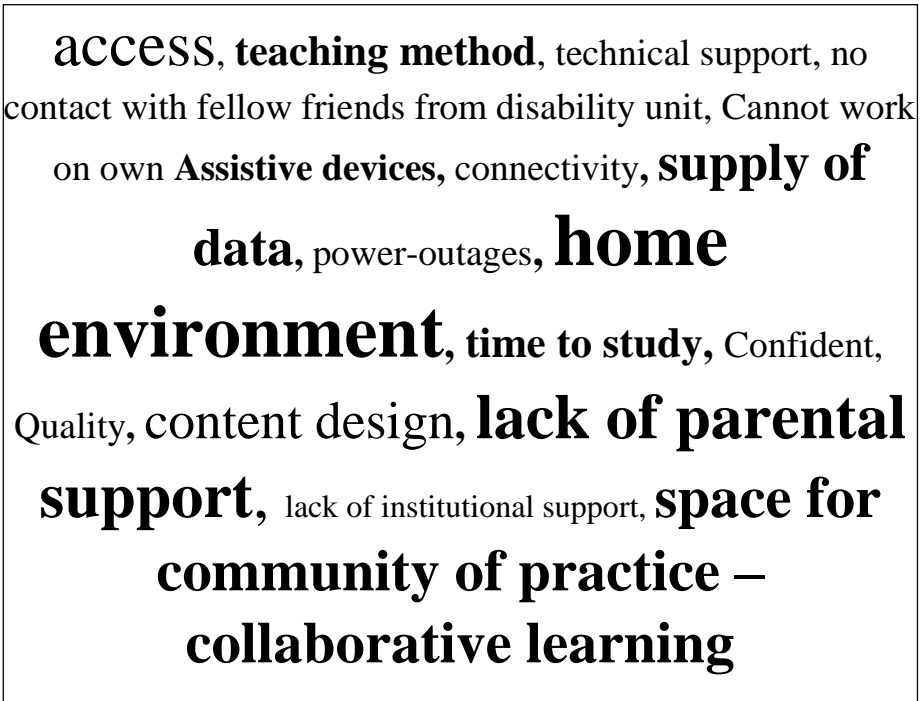 access, teaching method, technical support, no
contact with fellow friends from disability unit, Cannot work
on own Assistive devices, connectivity, supply of
data, power-outages, home
environment, time to study, Confident,
Quality, content design, lack of parental
support, lack of institutional support, space for
community of practice –
collaborative learning